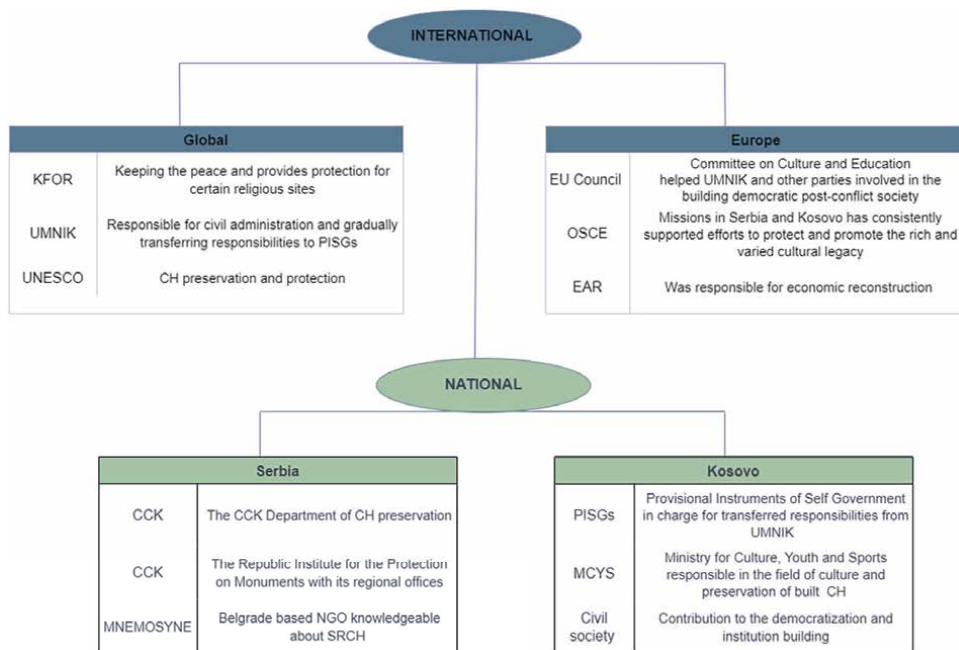 INTERNATIONAL
Global
KFOR
Keeping the peace and provides protection for
certain religious sites
UMNIK
Responsible for civil administration and gradually
transferring responsibilities to PISGs
UNESCO
CH preservation and protection
Europe
EU Council
Committee on Culture and Education
helped UMNIK and other parties involved in the
building democratic post-conflict society
OSCE
Missions in Serbia and Kosovo has consistently
supported efforts to protect and promote the rich and
varied cultural legacy
EAR
Was responsible for economic reconstruction
NATIONAL
Serbia
CCK
The CCK Department of CH preservation
CCK
The Republic Institute for the Protection
on Monuments with its regional offices
MNEMOSYNE
Belgrade based NGO knowledgeable
about SRCH
Kosovo
PISGs
Provisional Instruments of Self Government
in charge for transferred responsibilities from
UMNIK
MCYS
Ministry for Culture, Youth and Sports
responsible in the field of culture and
preservation of built CH
Civil
society
Contribution to the democratization and
institution building